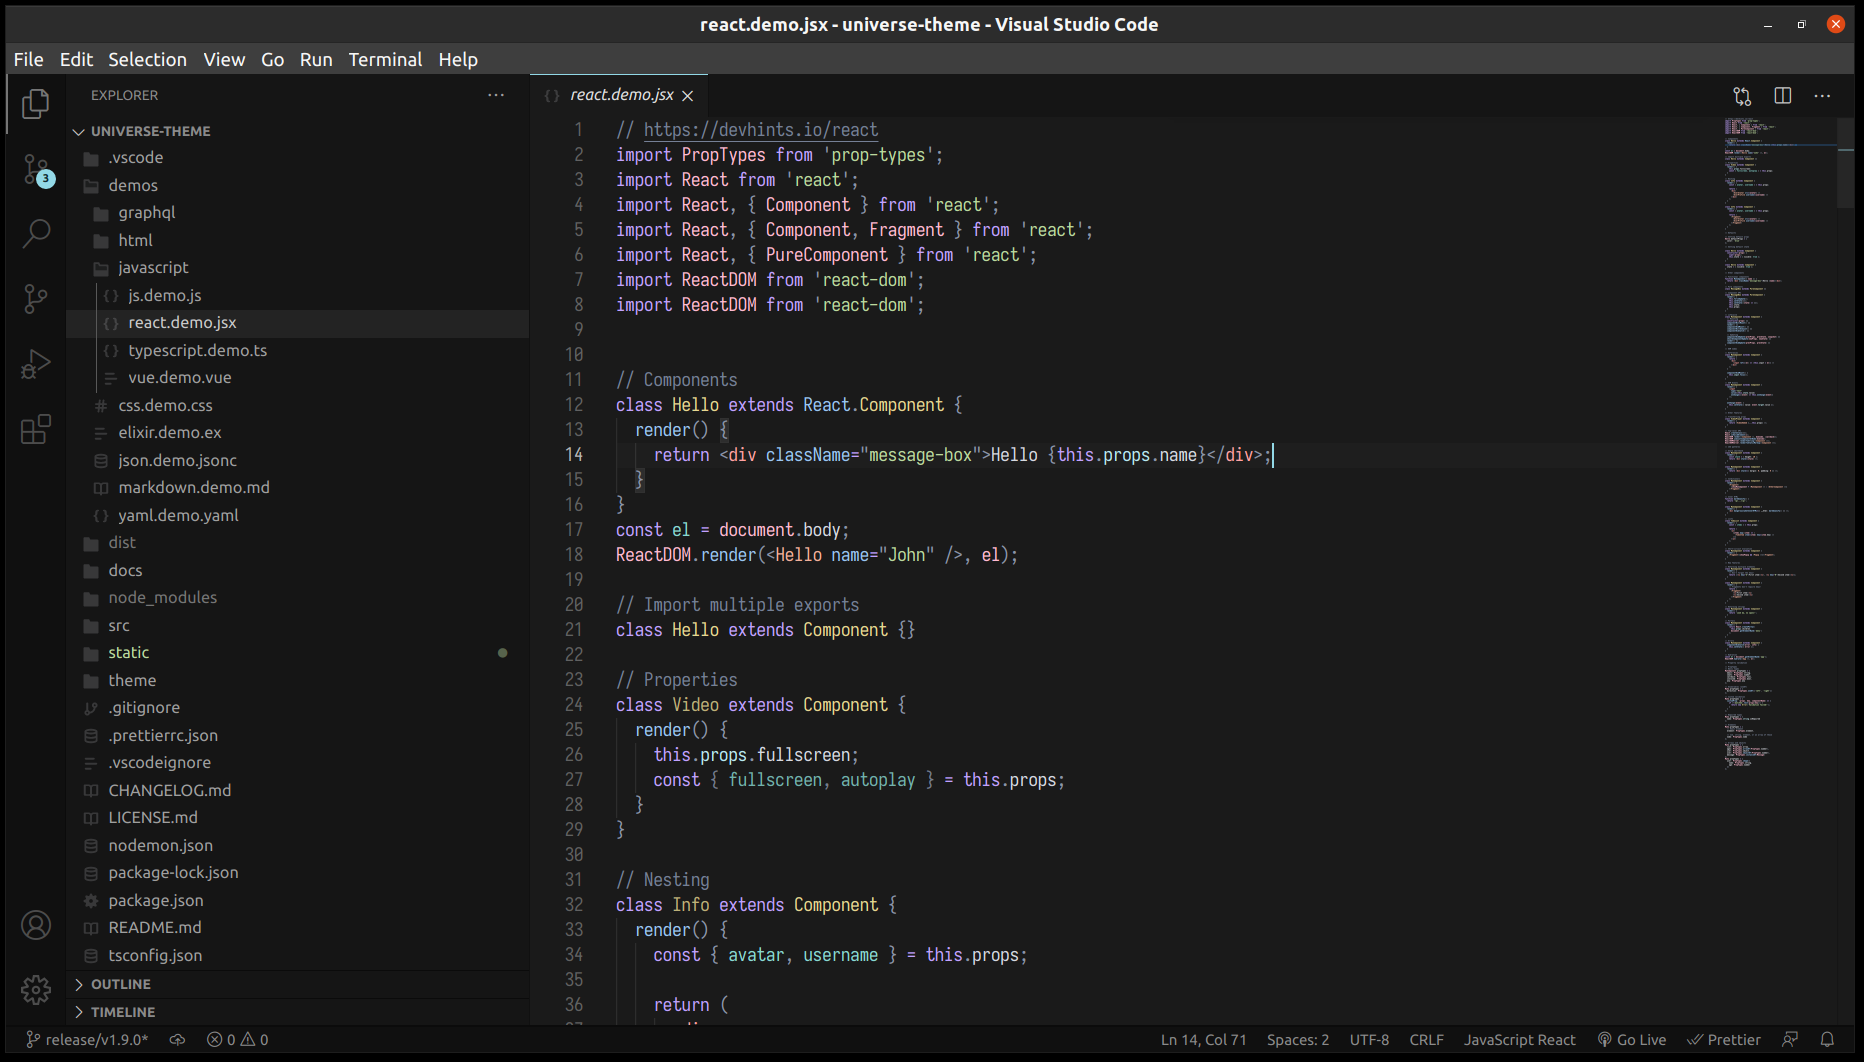 react.demo.jsx - universe-theme - Visual Studio Code
File Edit Selection View Go Run Terminal Help
EXPLORER
UNIVERSE-THEME
.vscode
demos
graphql
html
javascript
js.demo.js
react.demo.jsx
typescript.demo.ts
vue.demo.vue
css.demo.css
elixir.demo.ex
json.demo.jsonc
markdown.demo.md
yaml.demo.yaml
dist
docs
node_modules
src
static
theme
.gitignore
.prettierrc.json
.vscodeignore
CHANGELOG.md
LICENSE.md
nodemon.json
package-lock.json
package.json
README.md
tsconfig.json
OUTLINE
TIMELINE
3
react.demo.jsx
1 // https://devhints.io/react
2 import PropTypes from 'prop-types';
3 import React from 'react';
4 import React, { Component } from 'react';
5 import React, { Component, Fragment } from 'react';
6 import React, { PureComponent } from 'react';
7 import ReactDOM from 'react-dom';
8 import ReactDOM from 'react-dom';
9
10
11 // Components
12 class Hello extends React.Component {
13 render() {
14 return <div className="message-box">Hello {this.props.name}</div>;
15 }
16 }
17 const el = document.body;
18 ReactDOM.render(<Hello name="John" />, el);
19
20 // Import multiple exports
21 class Hello extends Component {}
22
23 // Properties
24 class Video extends Component {
25 render() {
26 this.props.fullscreen;
27 const { fullscreen, autoplay } = this.props;
28 }
29 }
30
31 // Nesting
32 class Info extends Component {
33 render() {
34 const { avatar, username } = this.props;
35
36 return (
release/v1.9.0* 0 0 Ln 14, Col 71 Spaces: 2 UTF-8 CRLF JavaScript React Go Live Prettier